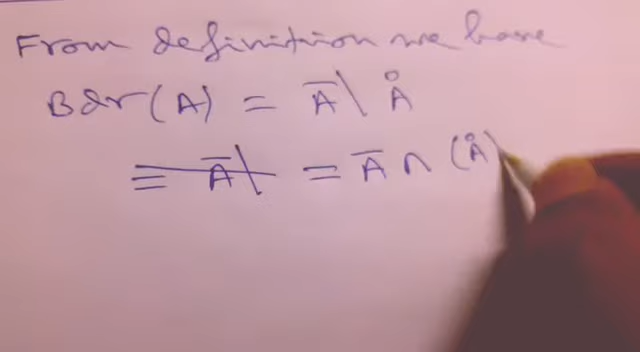 From definition we have
Bdr(A) = A̅ \ Å
= A̅ \ = A̅ ∩ (Å)